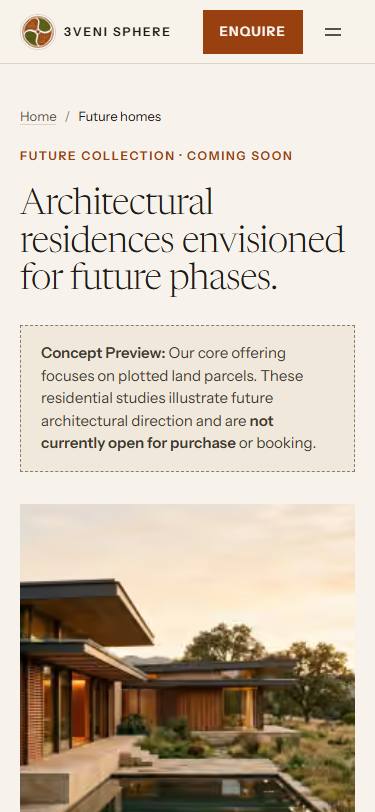 3VENI SPHERE
ENQUIRE
Home / Future homes
FUTURE COLLECTION · COMING SOON
Architectural
residences envisioned
for future phases.
Concept Preview: Our core offering
focuses on plotted land parcels. These
residential studies illustrate future
architectural direction and are not
currently open for purchase or booking.